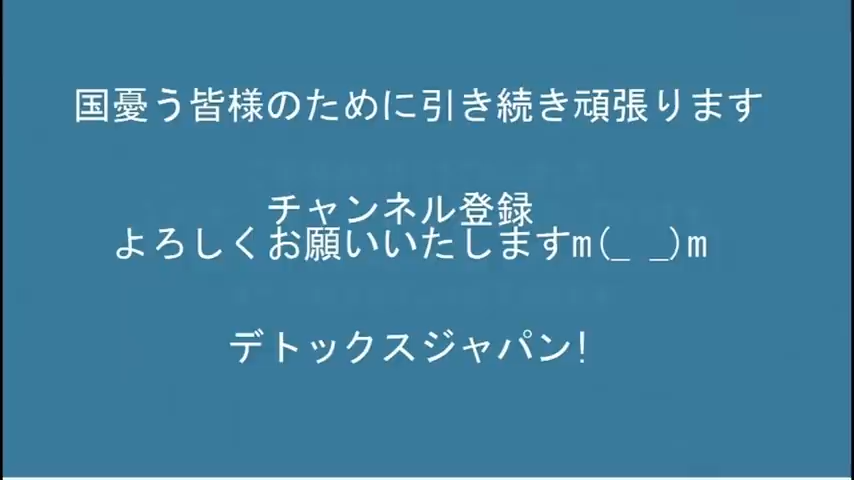 国憂う皆様のために引き続き頑張ります
チャンネル登録
よろしくお願いいたしますm(_ _)m
デトックスジャパン!